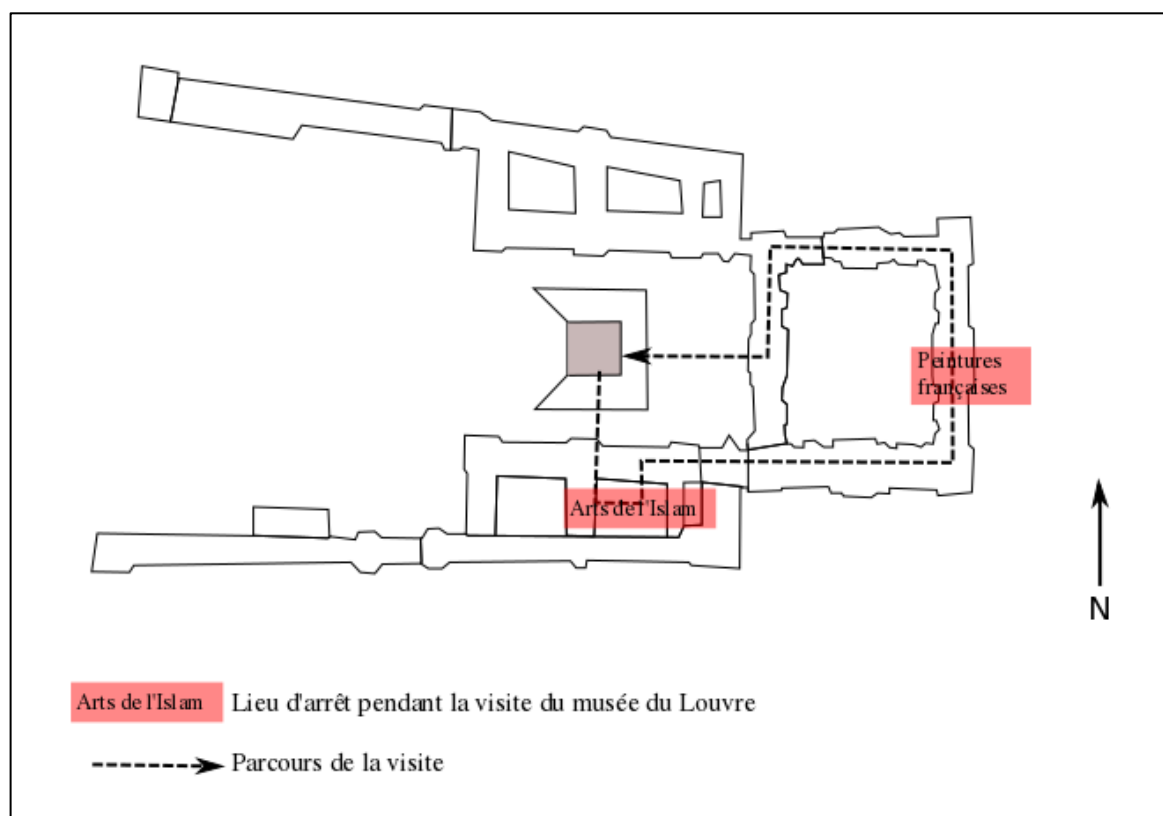 Peintures
françaises
Arts de l'Islam
N
Arts de l'Islam
Lieu d'arrêt pendant la visite du musée du Louvre
Parcours de la visite